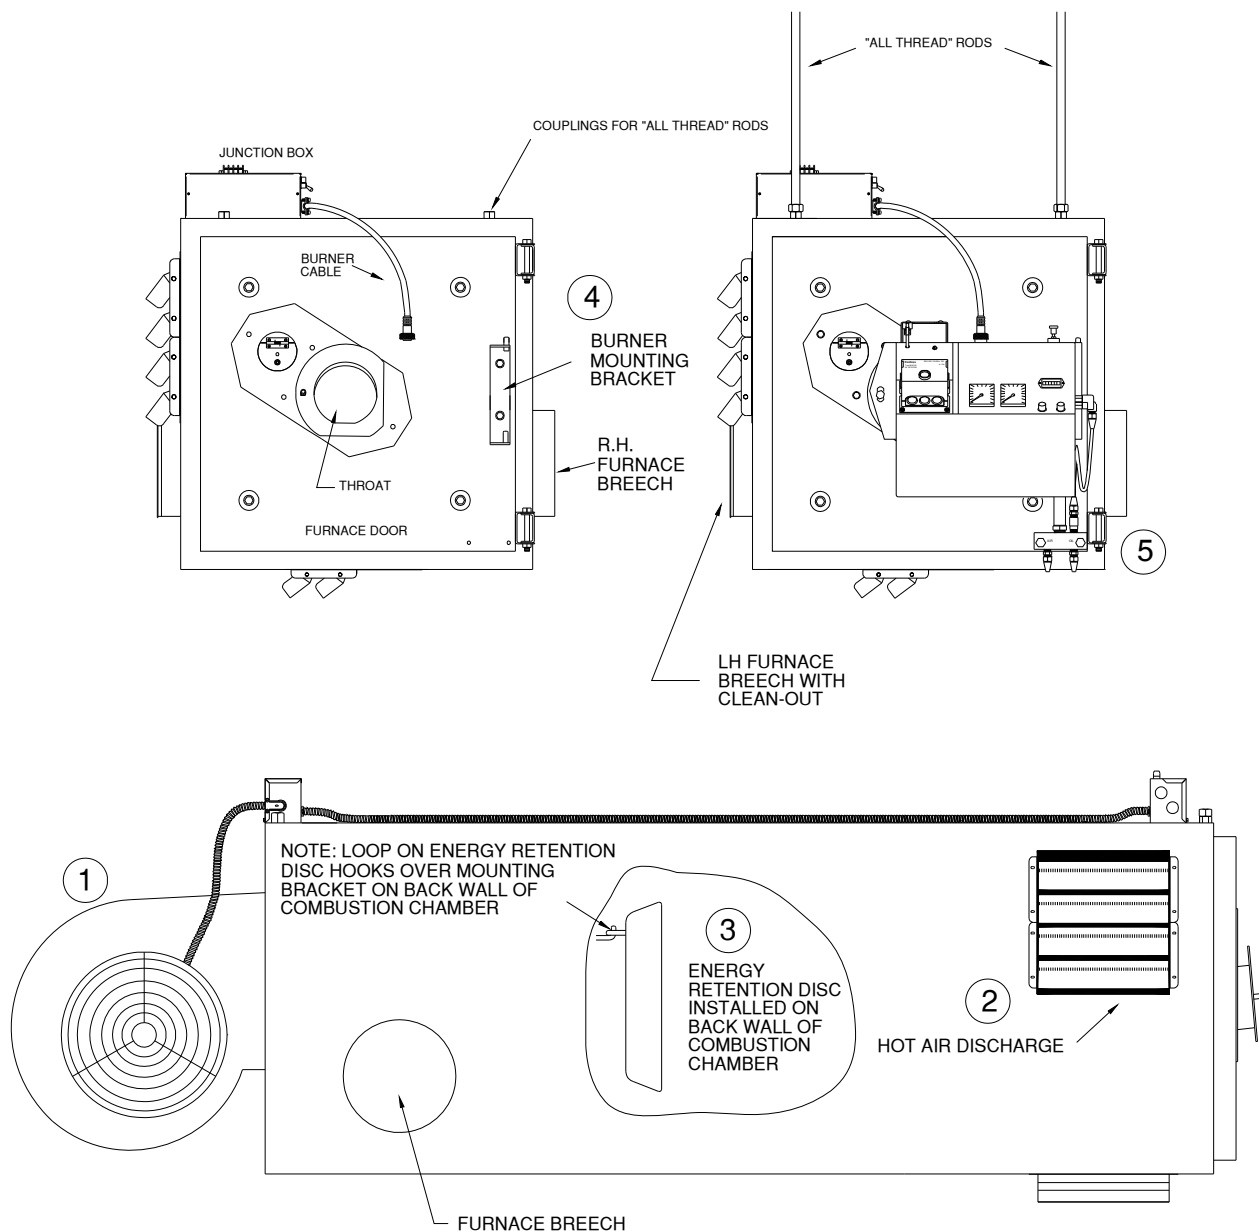 "ALL THREAD" RODS
COUPLINGS FOR "ALL THREAD" RODS
JUNCTION BOX
BURNER
CABLE
4
BURNER
MOUNTING
BRACKET
R.H.
FURNACE
BREECH
THROAT
FURNACE DOOR
5
LH FURNACE
BREECH WITH
CLEAN-OUT
1
NOTE: LOOP ON ENERGY RETENTION
DISC HOOKS OVER MOUNTING
BRACKET ON BACK WALL OF
COMBUSTION CHAMBER
3
ENERGY
RETENTION DISC
INSTALLED ON
BACK WALL OF
COMBUSTION
CHAMBER
2
HOT AIR DISCHARGE
FURNACE BREECH